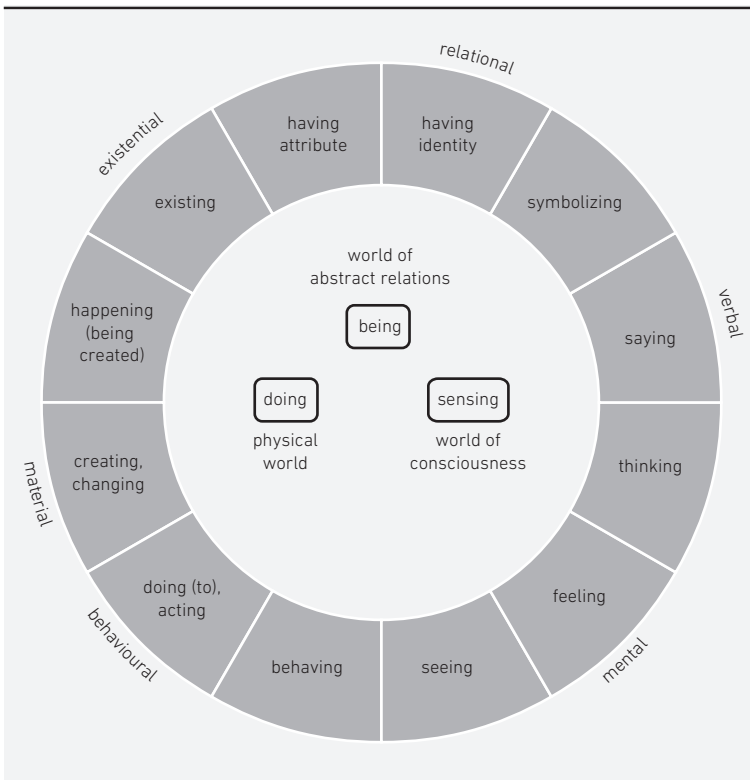 relational
existential
having
attribute
having
identity
existing
symbolizing
world of
abstract relations
being
verbal
happening
(being
created)
saying
doing
sensing
physical
world
world of
consciousness
material
creating,
changing
thinking
doing (to),
acting
feeling
behavioural
behaving
seeing
mental